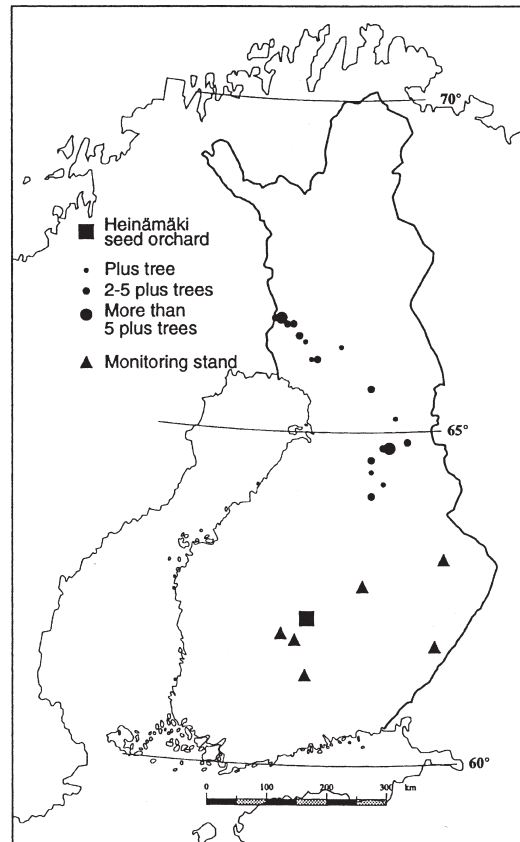 70°
Heinämäki
seed orchard
Plus tree
2-5 plus trees
More than
5 plus trees
Monitoring stand
65°
60°
0 100 200 300 km